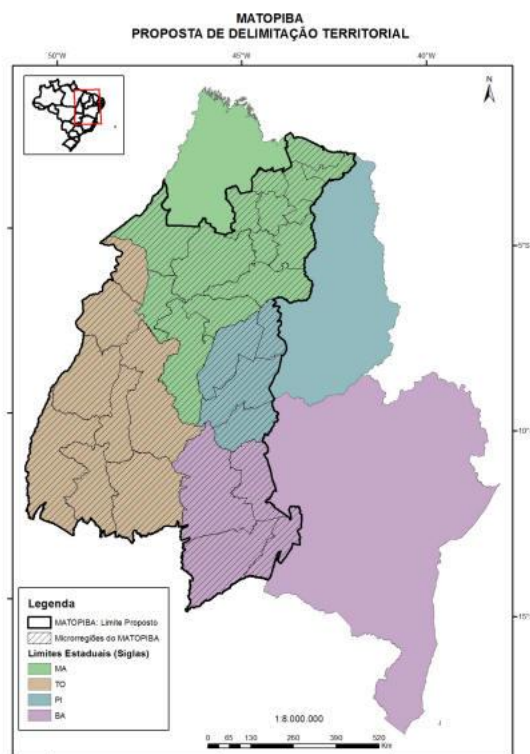 MATOPIBA
PROPOSTA DE DELIMITAÇÃO TERRITORIAL
50°W
45°W
40°W
N
5°S
10°S
15°S
Legenda
MATOPIBA: Limite Proposto
Microrregiões do MATOPIBA
Limites Estaduais (Siglas)
MA
TO
PI
BA
1:8.000.000
0 65 130 260 390 520
Km